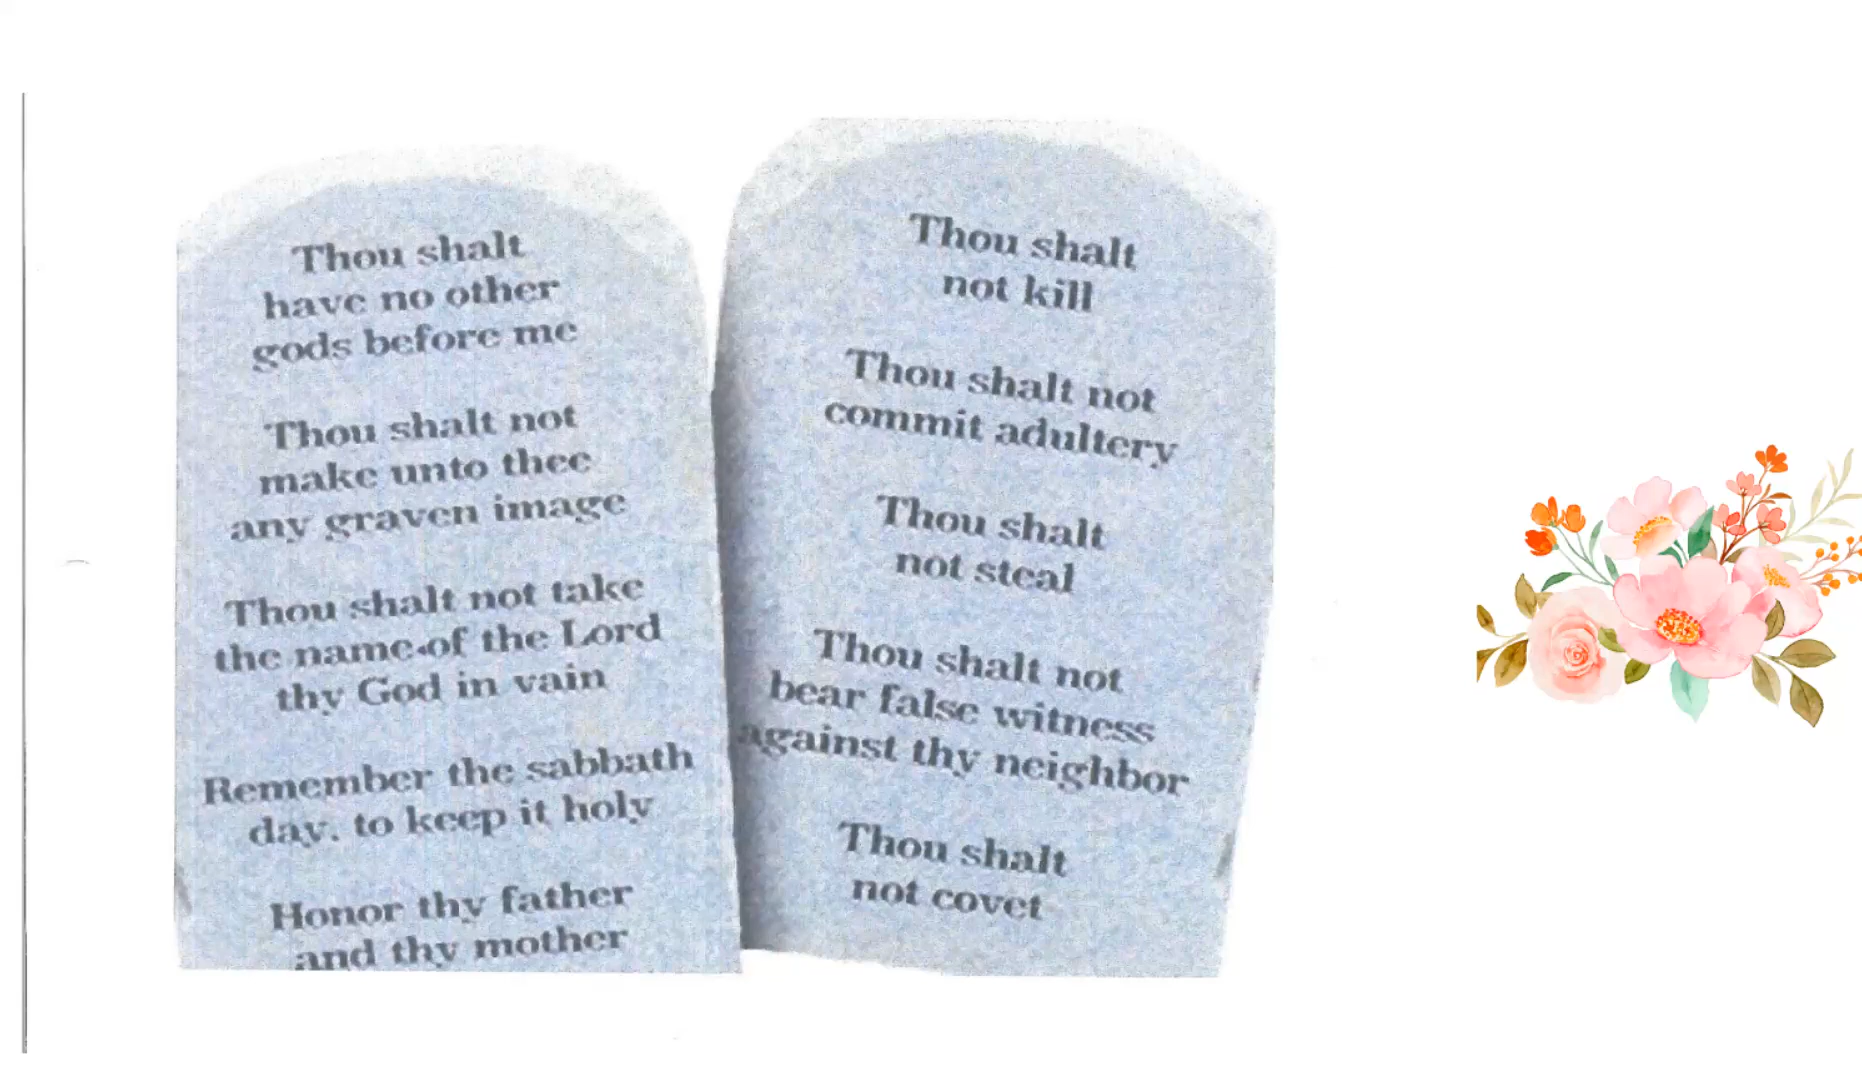 Thou shalt
have no other
gods before me
Thou shalt not
make unto thee
any graven image
Thou shalt not take
the name of the Lord
thy God in vain
Remember the sabbath
day, to keep it holy
Honor thy father
and thy mother
Thou shalt
not kill
Thou shalt not
commit adultery
Thou shalt
not steal
Thou shalt not
bear false witness
against thy neighbor
Thou shalt
not covet